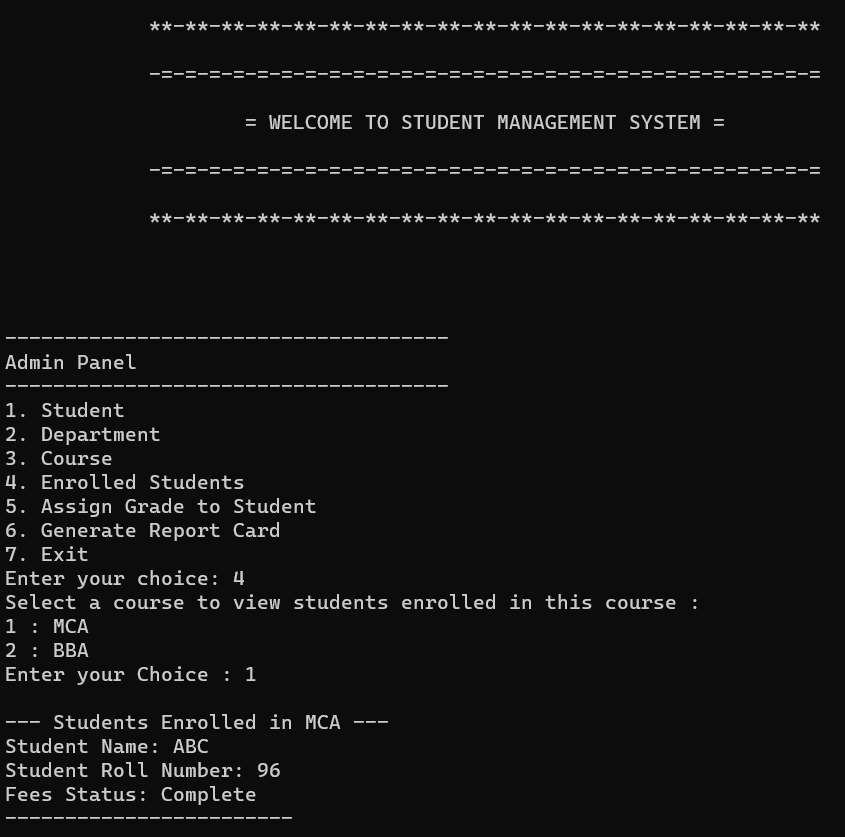 **-**-**-**-**-**-**-**-**-**-**-**-**-**-**-**-**-**-**
-=-=-=-=-=-=-=-=-=-=-=-=-=-=-=-=-=-=-=-=-=-=-=-=-=-=-=-=
= WELCOME TO STUDENT MANAGEMENT SYSTEM =
-=-=-=-=-=-=-=-=-=-=-=-=-=-=-=-=-=-=-=-=-=-=-=-=-=-=-=-=
**-**-**-**-**-**-**-**-**-**-**-**-**-**-**-**-**-**-**
-------------------------------------
Admin Panel
-------------------------------------
1. Student
2. Department
3. Course
4. Enrolled Students
5. Assign Grade to Student
6. Generate Report Card
7. Exit
Enter your choice: 4
Select a course to view students enrolled in this course :
1 : MCA
2 : BBA
Enter your Choice : 1
--- Students Enrolled in MCA ---
Student Name: ABC
Student Roll Number: 96
Fees Status: Complete
------------------------